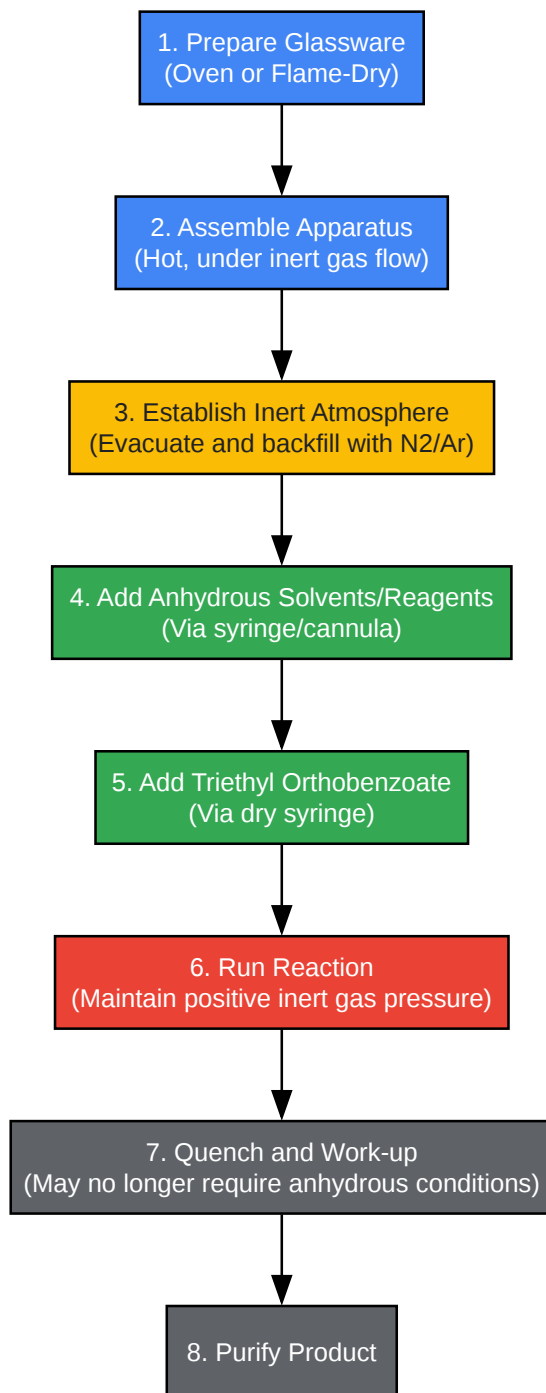 1. Prepare Glassware
(Oven or Flame-Dry)
2. Assemble Apparatus
(Hot, under inert gas flow)
3. Establish Inert Atmosphere
(Evacuate and backfill with N2/Ar)
4. Add Anhydrous Solvents/Reagents
(Via syringe/cannula)
5. Add Triethyl Orthobenzoate
(Via dry syringe)
6. Run Reaction
(Maintain positive inert gas pressure)
7. Quench and Work-up
(May no longer require anhydrous conditions)
8. Purify Product